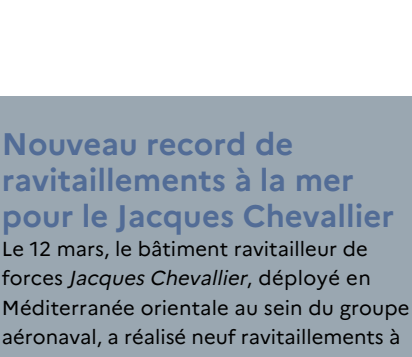 Nouveau record de
ravitaillements à la mer
pour le Jacques Chevallier
Le 12 mars, le bâtiment ravitailleur de
forces Jacques Chevallier, déployé en
Méditerranée orientale au sein du groupe
aéronaval, a réalisé neuf ravitaillements à